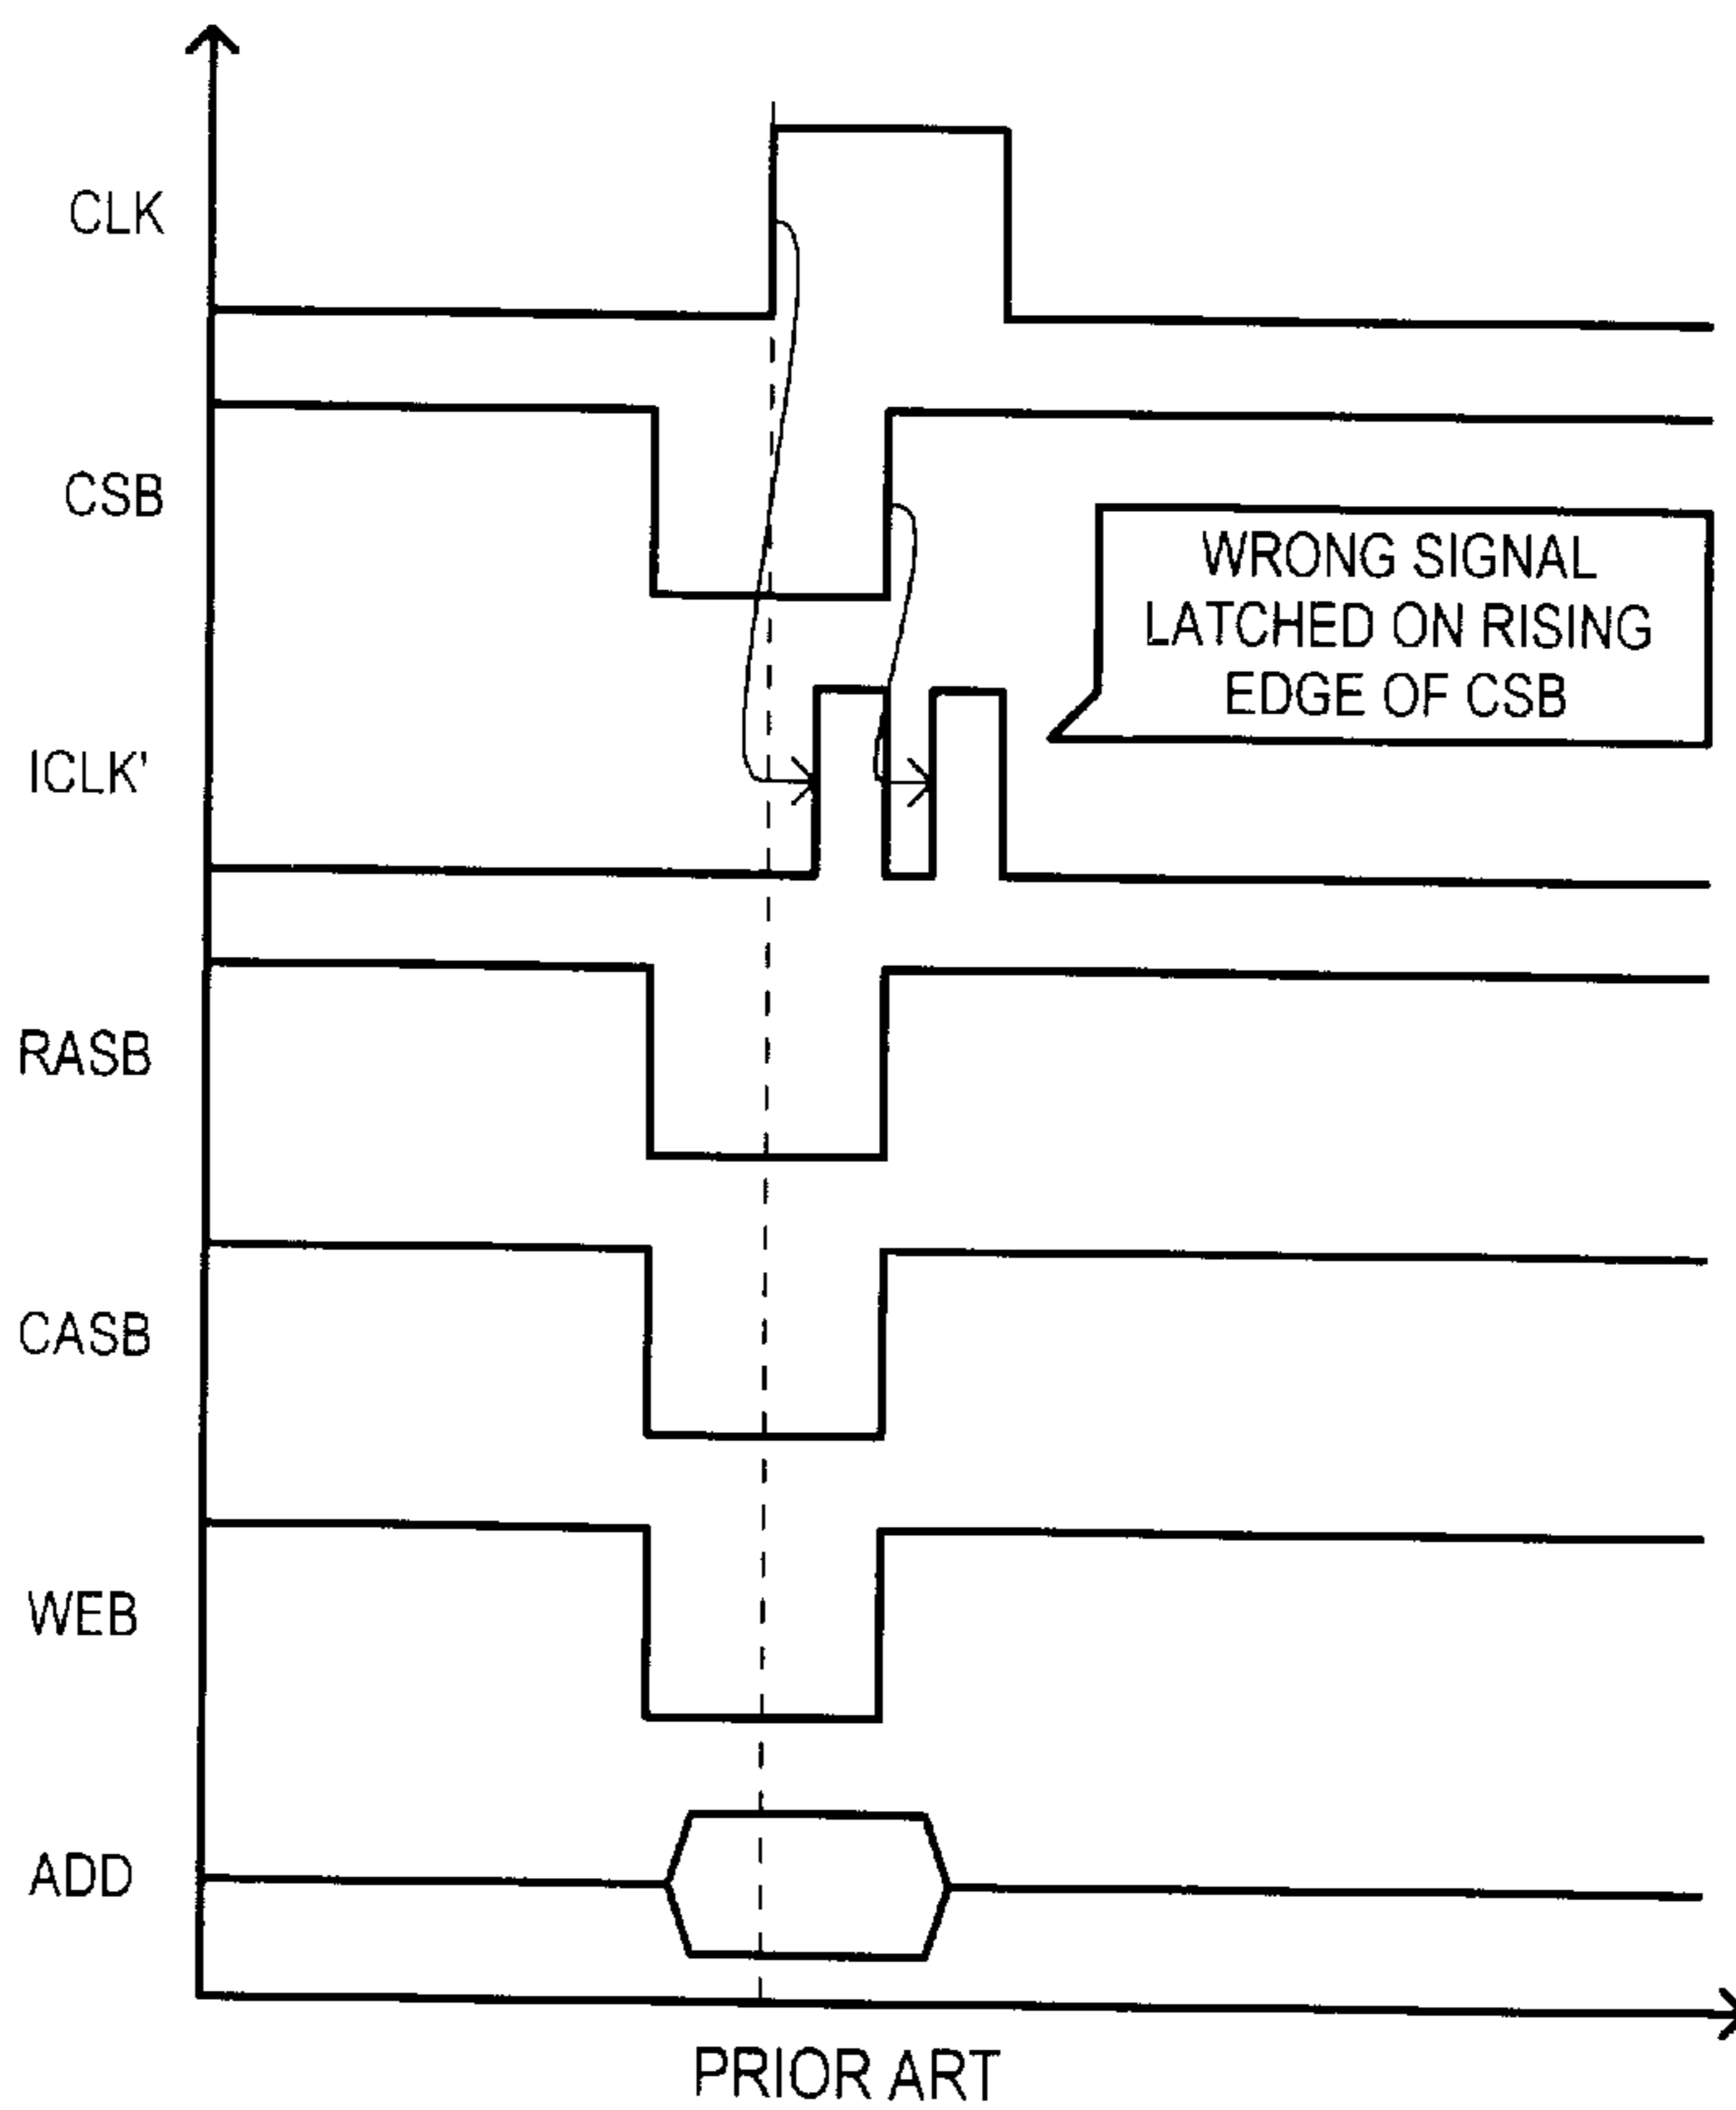 CLK
CSB
WRONG SIGNAL
LATCHED ON RISING
EDGE OF CSB
ICLK'
RASB
CASB
WEB
ADD
PRIOR ART